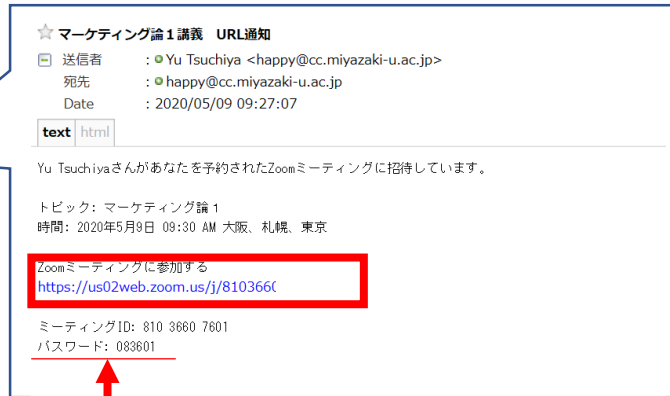 マーケティング論１講義 URL通知
送信者 : Yu Tsuchiya <happy@cc.miyazaki-u.ac.jp>
宛先 : happy@cc.miyazaki-u.ac.jp
Date : 2020/05/09 09:27:07
text html
Yu Tsuchiyaさんがあなたを予約されたZoomミーティングに招待しています。
トピック: マーケティング論１
時間: 2020年5月9日 09:30 AM 大阪、札幌、東京
Zoomミーティングに参加する
https://us02web.zoom.us/j/810366(
ミーティングID: 810 3660 7601
パスワード: 083601